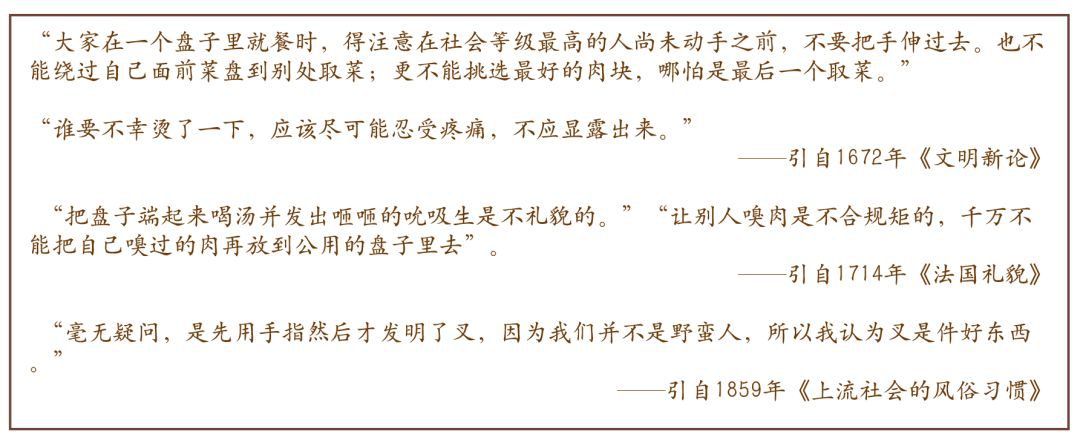 “大家在一个盘子里就餐时，得注意在社会等级最高的人尚未动手之前，不要把手伸过去。也不
能绕过自己面前菜盘到别处取菜；更不能挑选最好的肉块，哪怕是最后一个取菜。”
“谁要不幸烫了一下，应该尽可能忍受疼痛，不应显露出来。”
——引自1672年《文明新论》
“把盘子端起来喝汤并发出咂咂的吮吸生是不礼貌的。”“让别人嗅肉是不合规矩的，千万不
能把自己嗅过的肉再放到公用的盘子里去”。
——引自1714年《法国礼貌》
“毫无疑问，是先用手指然后才发明了叉，因为我们并不是野蛮人，所以我认为叉是件好东西
。”
——引自1859年《上流社会的风俗习惯》